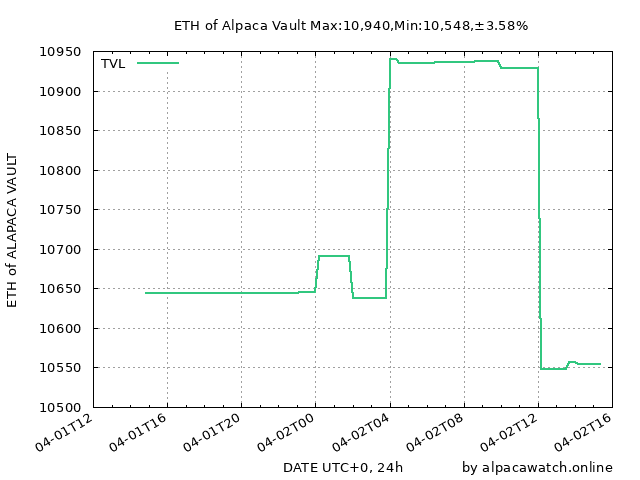 ETH of Alpaca Vault Max:10,940,Min:10,548,±3.58%
TVL
10950
10900
10850
10800
10750
10700
10650
10600
10550
10500
ETH of ALAPACA VAULT
04-01T12
04-01T16
04-01T20
04-02T00
04-02T04
04-02T08
04-02T12
04-02T16
DATE UTC+0, 24h
by alpacawatch.online